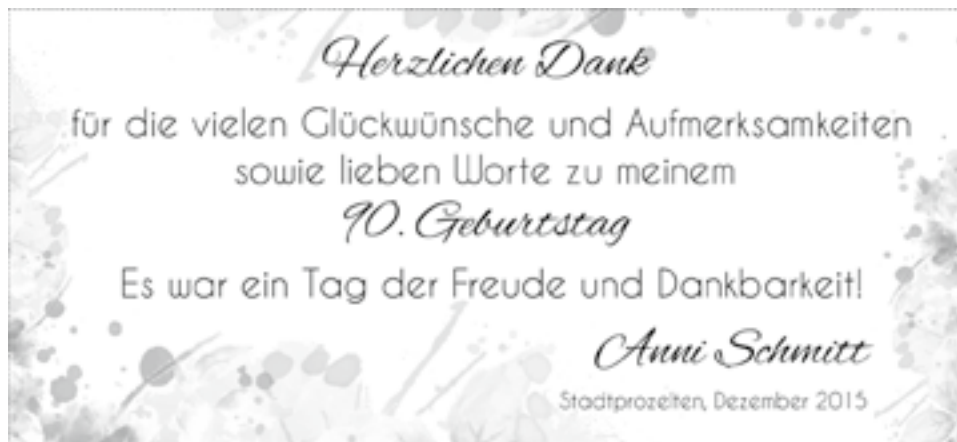 Herzlichen Dank
für die vielen Glückwünsche und Aufmerksamkeiten
sowie lieben Worte zu meinem
90. Geburtstag
Es war ein Tag der Freude und Dankbarkeit!
Anni Schmitt
Stadtprozelten, Dezember 2015